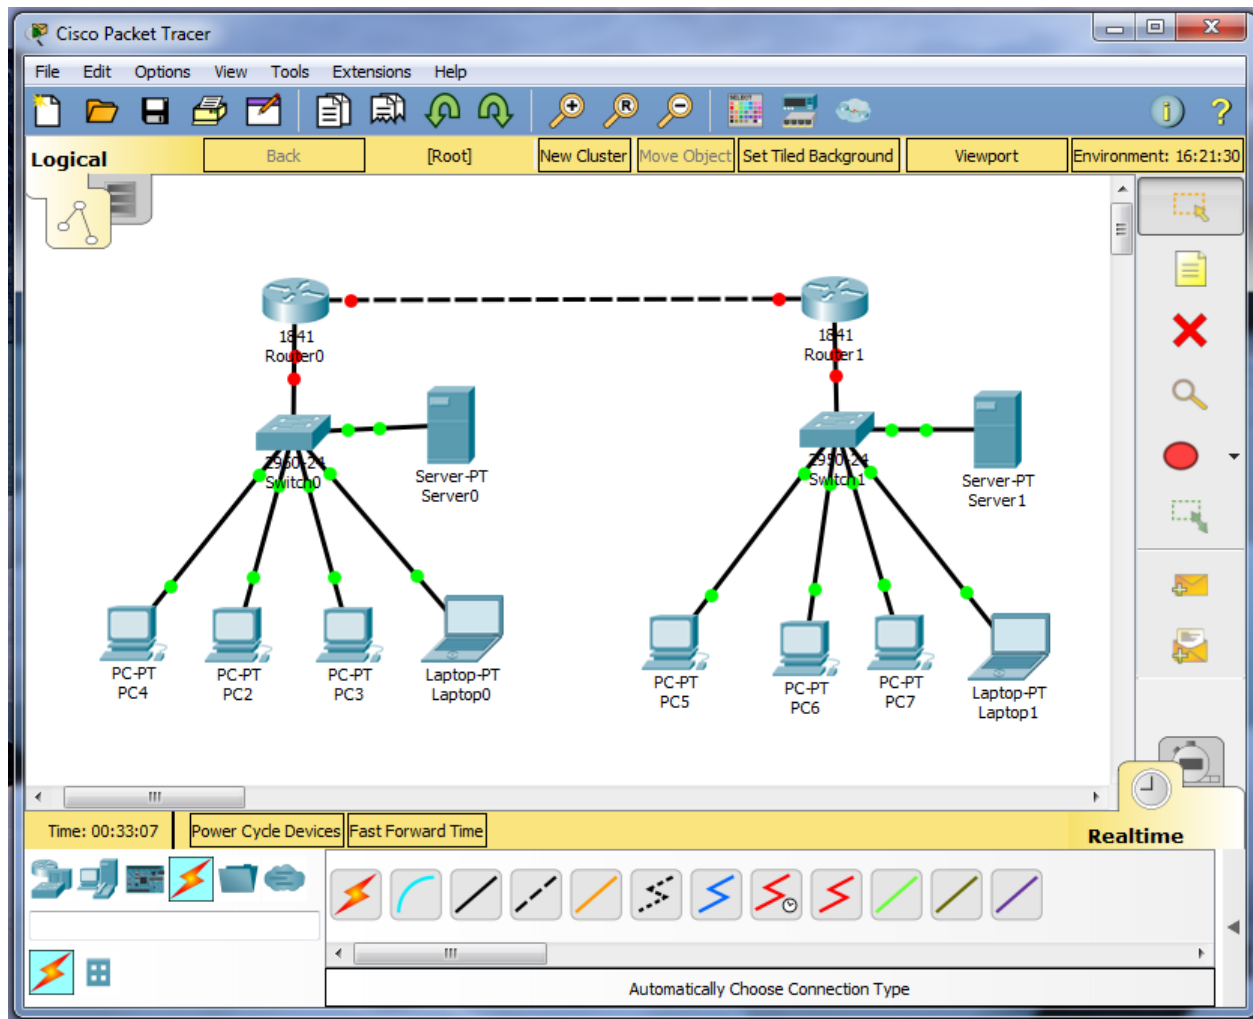 Cisco Packet Tracer
File Edit Options View Tools Extensions Help
SELECT
R
i ?
Logical Back [Root] New Cluster Move Object Set Tiled Background Viewport Environment: 16:21:30
1841
Router0
1841
Router1
2960-24
Switch0
Server-PT
Server0
2950-24
Switch1
Server-PT
Server1
PC-PT
PC4
PC-PT
PC2
PC-PT
PC3
Laptop-PT
Laptop0
PC-PT
PC5
PC-PT
PC6
PC-PT
PC7
Laptop-PT
Laptop1
Time: 00:33:07 Power Cycle Devices Fast Forward Time Realtime
Automatically Choose Connection Type